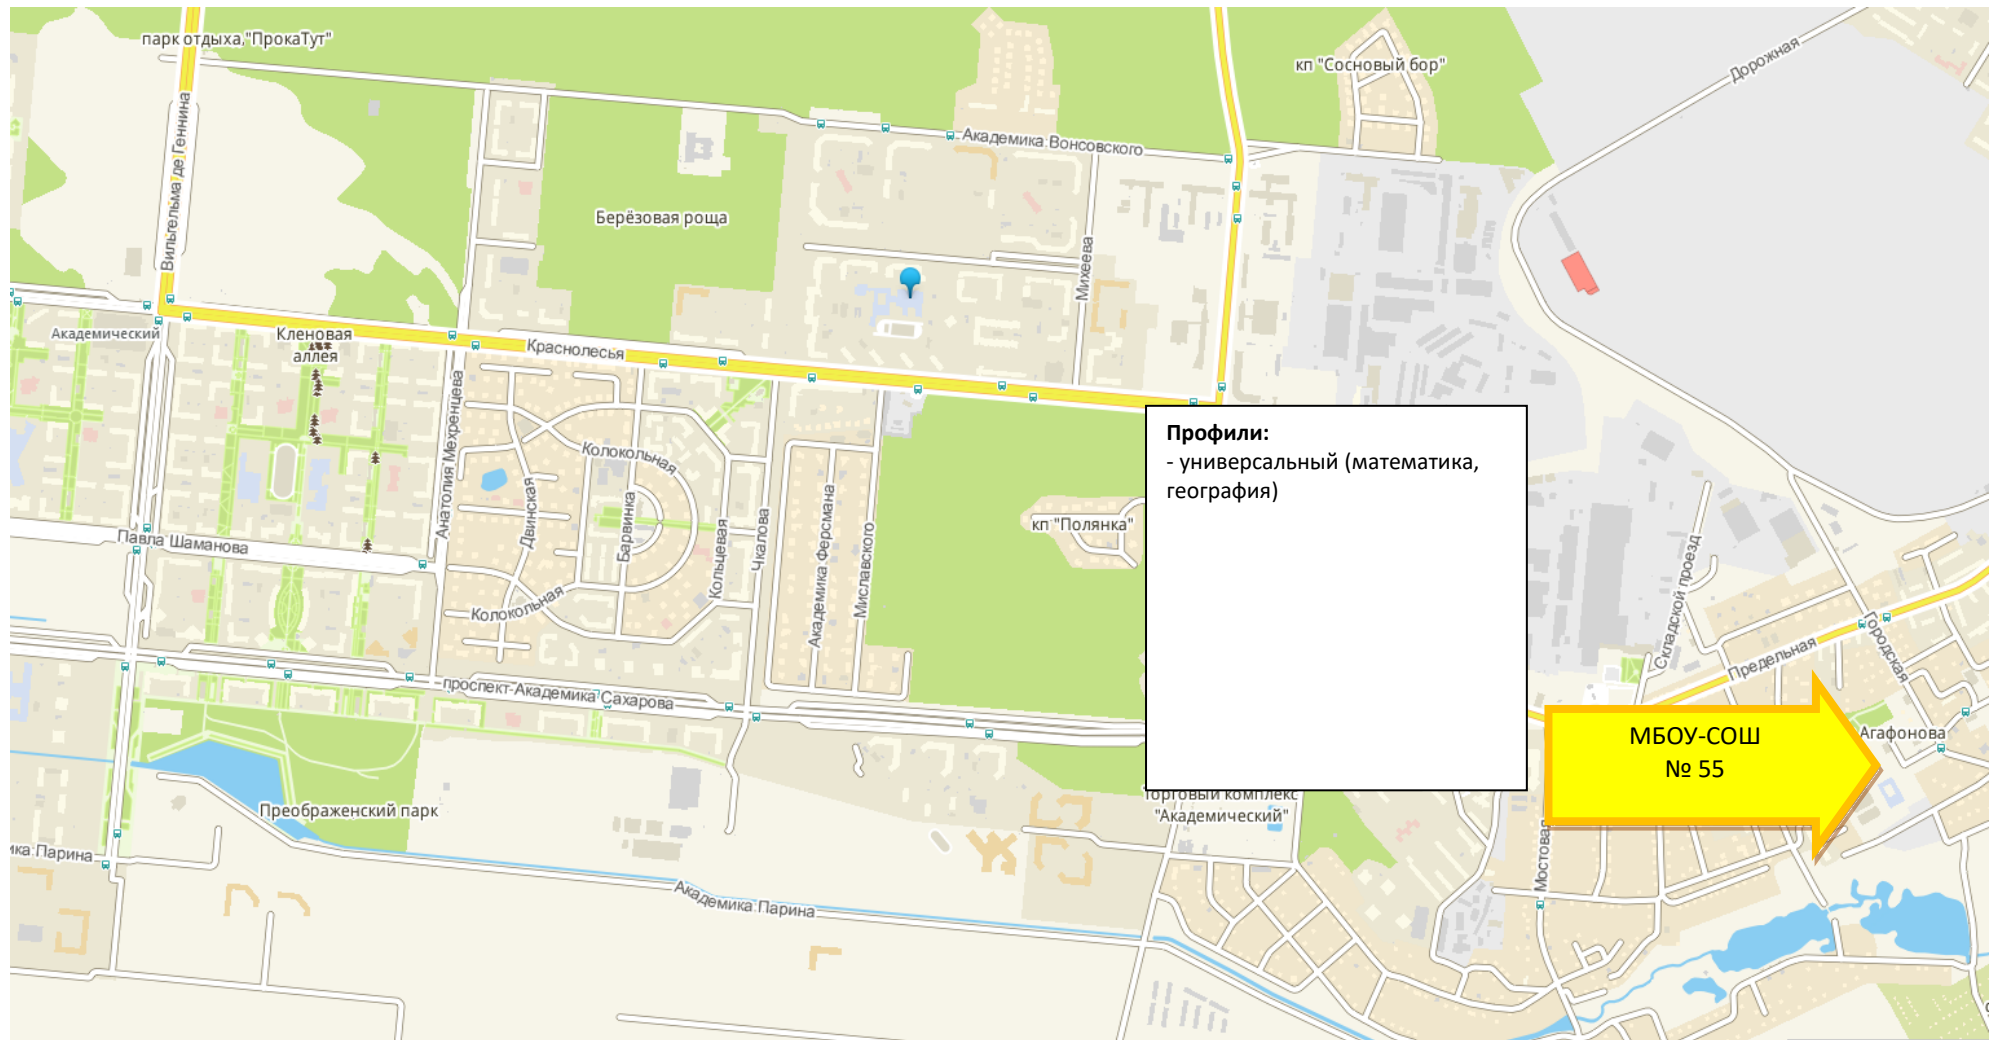 парк отдыха "ПрокаТут"
кп "Сосновый бор"
Дорожная
Вильгельма де Геннина
Академика Вонсовского
Берёзовая роща
Михеева
Академический
Кленовая
аллея
Краснолесья
Анатолия Мехренцева
Колокольная
Двинская
Барвинка
Кольцевая
Чкалова
Академика Ферсмана
Миславского
кп "Полянка"
Профили:
- универсальный (математика,
география)
Павла Шаманова
Колокольная
Складской проезд
Городская
Предельная
проспект Академика Сахарова
МБОУ-СОШ
№ 55
Агафонова
Преображенский парк
Торговый комплекс
"Академический"
ика Парина
Академика Парина
Мостовая